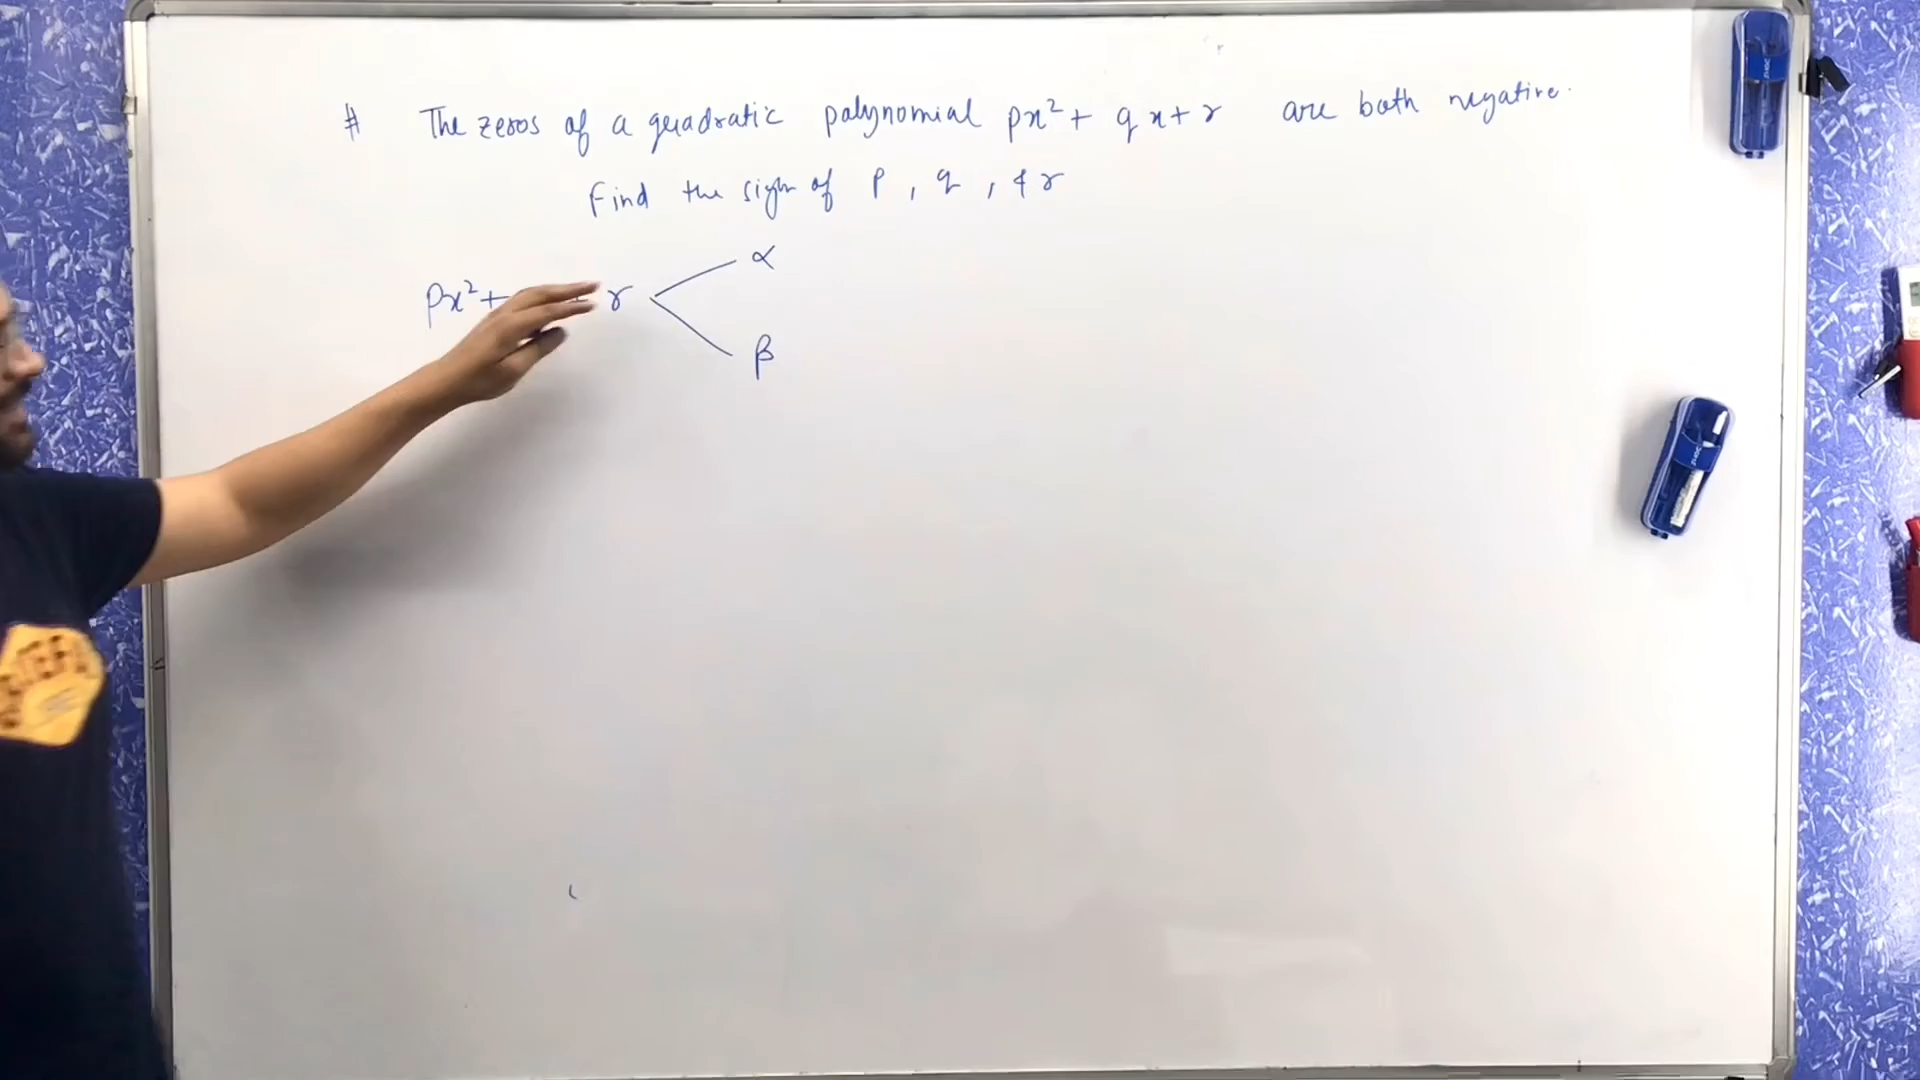 # The zeros of a quadratic polynomial px² + qx + r are both negative.
Find the sign of p, q, & r
px² + r
α
β